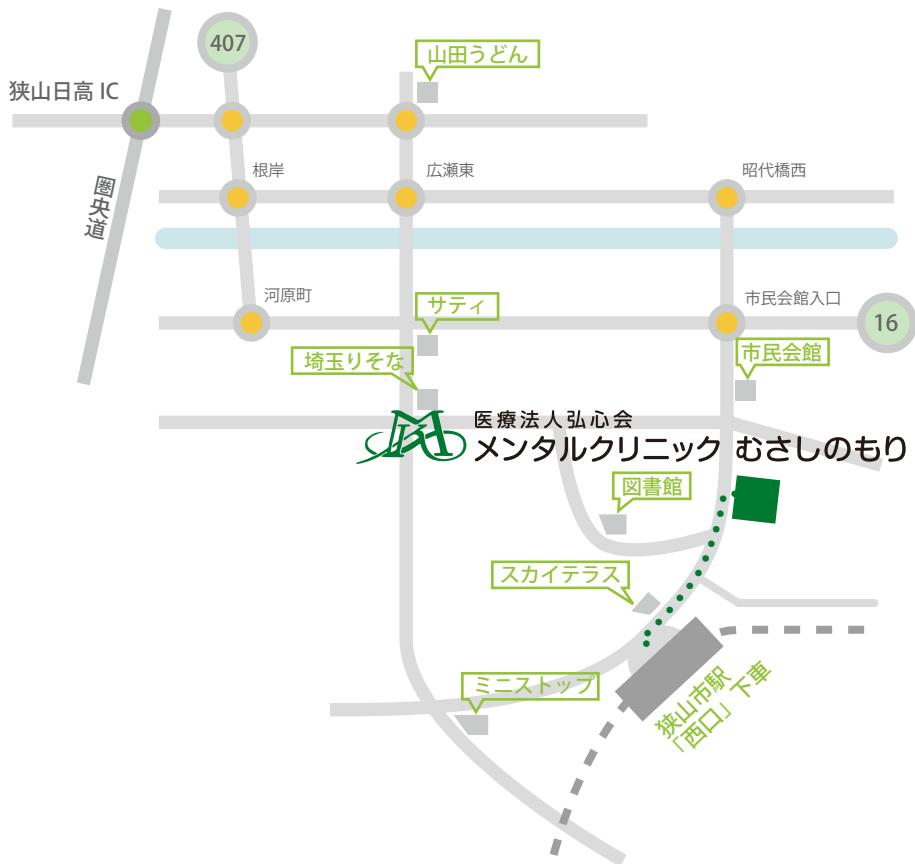 407
山田うどん
狭山日高 IC
根岸
広瀬東
昭代橋西
圏央道
河原町
サティ
市民会館入口
16
埼玉りそな
市民会館
医療法人弘心会
メンタルクリニック むさしのもり
図書館
スカイテラス
ミニストップ
狭山市駅
「西口」下車